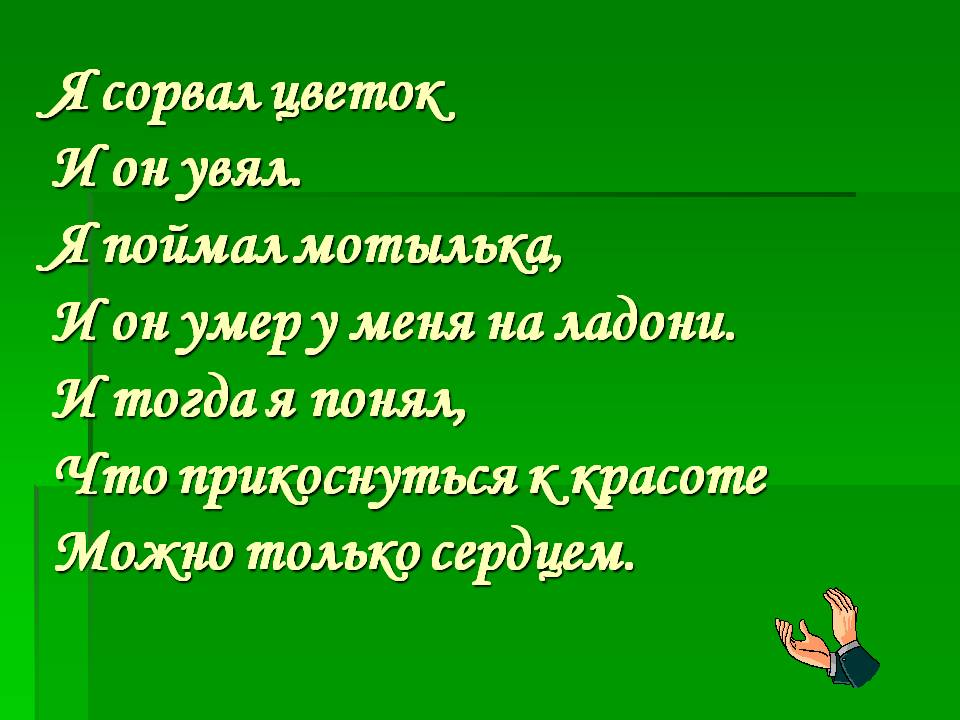 Я сорвал цветок
И он увял.
Я поймал мотылька,
И он умер у меня на ладони.
И тогда я понял,
Что прикоснуться к красоте
Можно только сердцем.